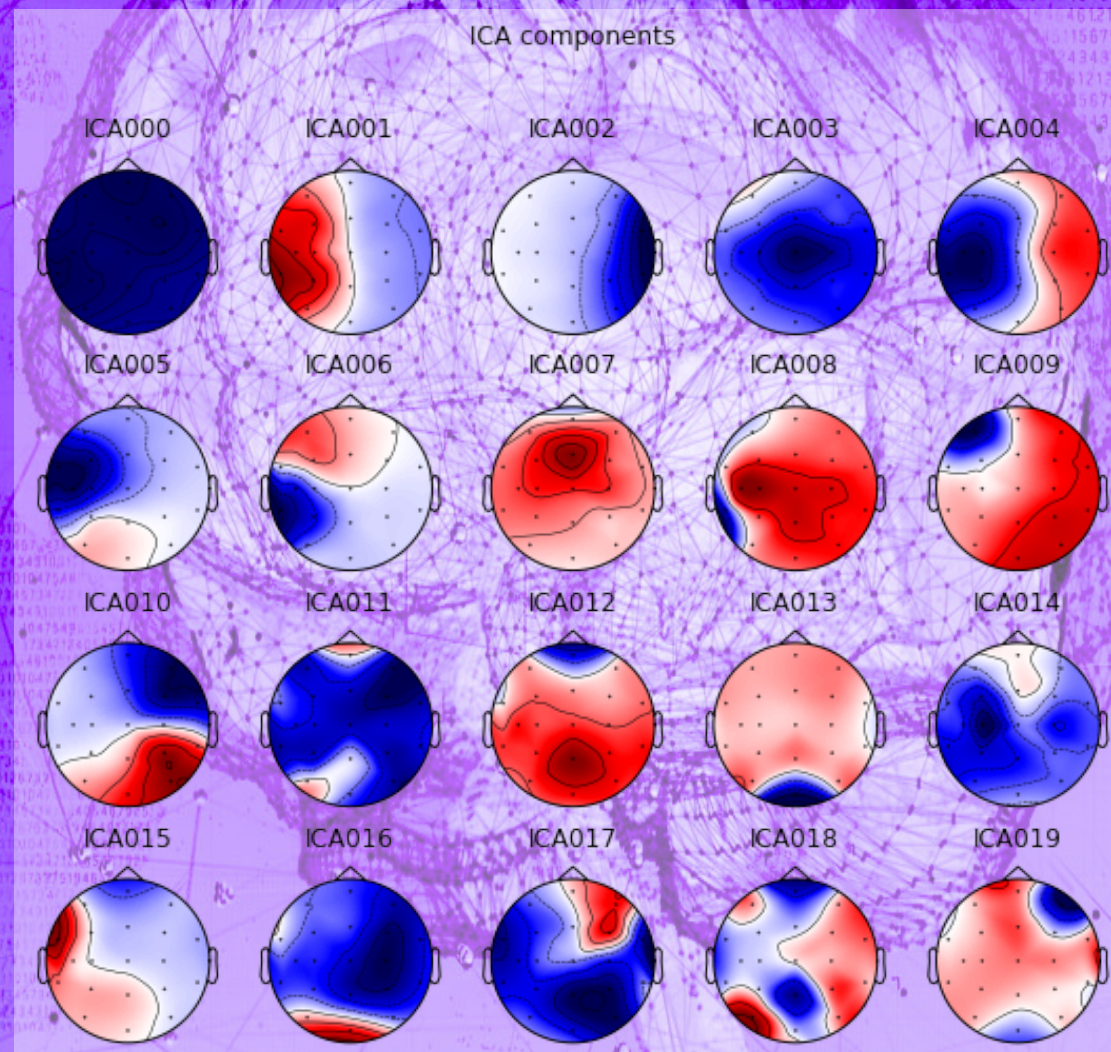 ICA components
ICA000 ICA001 ICA002 ICA003 ICA004
ICA005 ICA006 ICA007 ICA008 ICA009
ICA010 ICA011 ICA012 ICA013 ICA014
ICA015 ICA016 ICA017 ICA018 ICA019